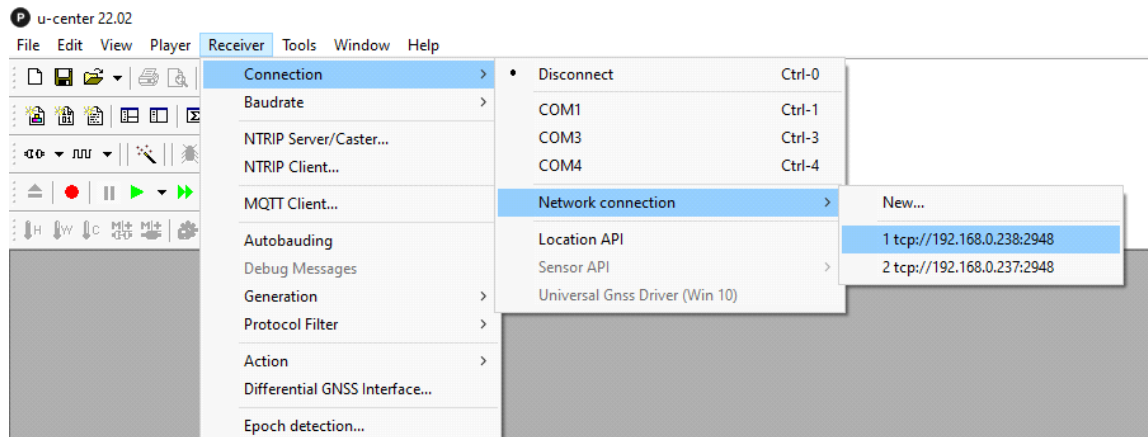 u-center 22.02
File Edit View Player Receiver Tools Window Help
Connection
Baudrate
NTRIP Server/Caster...
NTRIP Client...
MQTT Client...
Autobauding
Debug Messages
Generation
Protocol Filter
Action
Differential GNSS Interface...
Epoch detection...
Disconnect Ctrl-0
COM1 Ctrl-1
COM3 Ctrl-3
COM4 Ctrl-4
Network connection
Location API
Sensor API
Universal Gnss Driver (Win 10)
New...
1 tcp://192.168.0.238:2948
2 tcp://192.168.0.237:2948